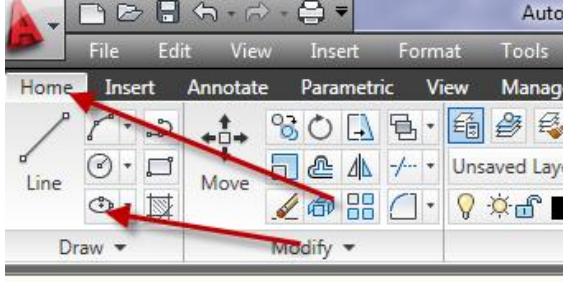 Auto
File Edit View Insert Format Tools
Home Insert Annotate Parametric View Manag
Line Move Unsaved Lay
Draw Modify